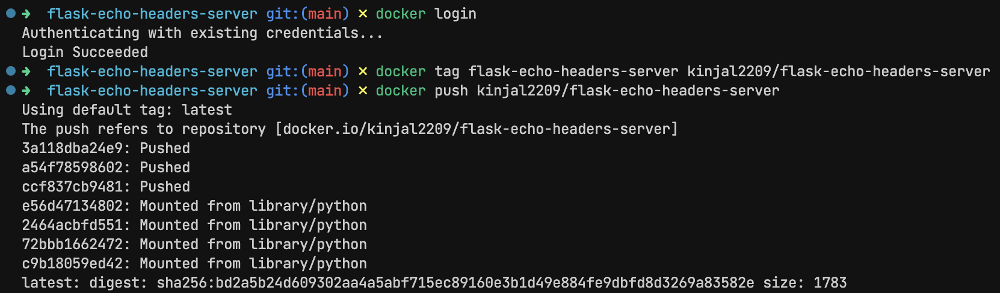 ➜  flask-echo-headers-server git:(main) ✗ docker login
Authenticating with existing credentials...
Login Succeeded
➜  flask-echo-headers-server git:(main) ✗ docker tag flask-echo-headers-server kinjal2209/flask-echo-headers-server
➜  flask-echo-headers-server git:(main) ✗ docker push kinjal2209/flask-echo-headers-server
Using default tag: latest
The push refers to repository [docker.io/kinjal2209/flask-echo-headers-server]
3a118dba24e9: Pushed
a54f78598602: Pushed
ccf837cb9481: Pushed
e56d47134802: Mounted from library/python
2464acbfd551: Mounted from library/python
72bbb1662472: Mounted from library/python
c9b18059ed42: Mounted from library/python
latest: digest: sha256:bd2a5b24d609302aa4a5abf715ec89160e3b1d49e884fe9dbfd8d3269a83582e size: 1783